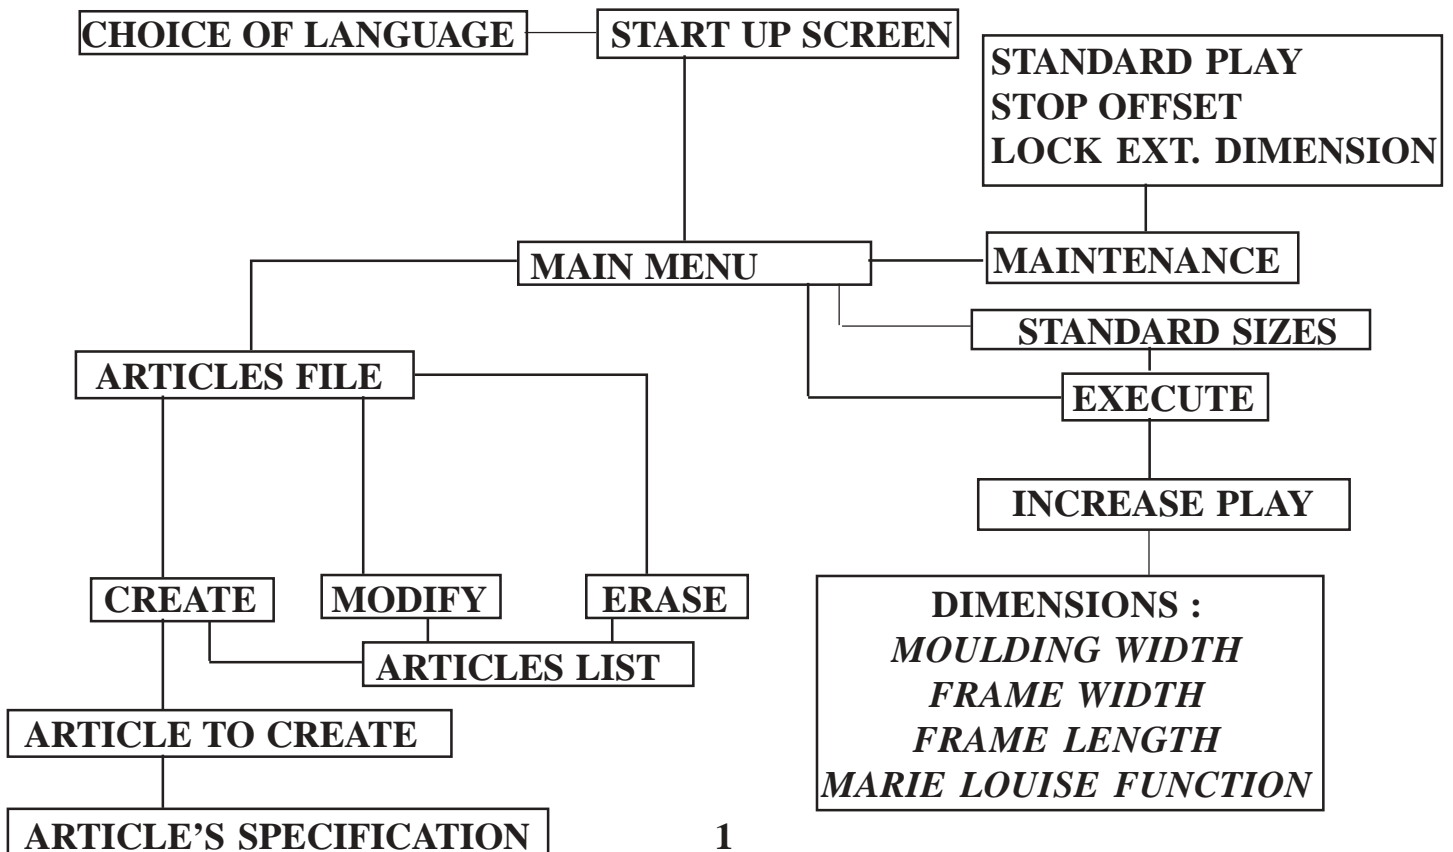 CHOICE OF LANGUAGE
START UP SCREEN
STANDARD PLAY
STOP OFFSET
LOCK EXT. DIMENSION
MAIN MENU
MAINTENANCE
STANDARD SIZES
ARTICLES FILE
EXECUTE
INCREASE PLAY
CREATE
MODIFY
ERASE
ARTICLES LIST
DIMENSIONS :
MOULDING WIDTH
FRAME WIDTH
FRAME LENGTH
MARIE LOUISE FUNCTION
ARTICLE TO CREATE
ARTICLE’S SPECIFICATION
1